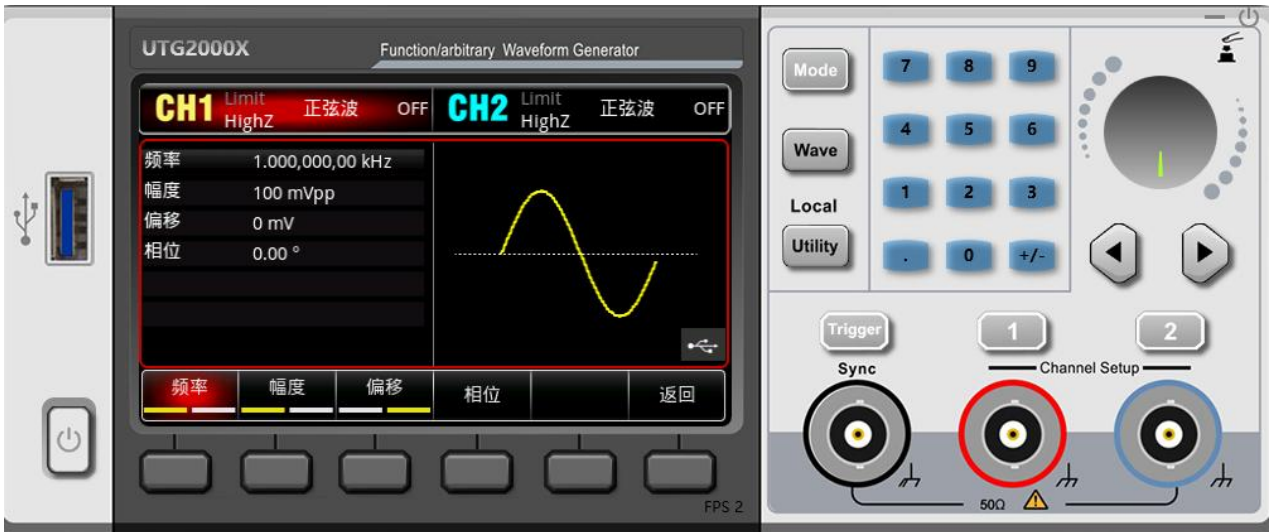 UTG2000X Function/arbitrary Waveform Generator
CH1 Limit HighZ 正弦波 OFF CH2 Limit HighZ 正弦波 OFF
频率 1.000,000,00 kHz
幅度 100 mVpp
偏移 0 mV
相位 0.00 °
频率 幅度 偏移 相位 返回
FPS 2
Mode
Wave
Local
Utility
7 8 9
4 5 6
1 2 3
. 0 +/-
Trigger 1 2
Sync Channel Setup
50Ω